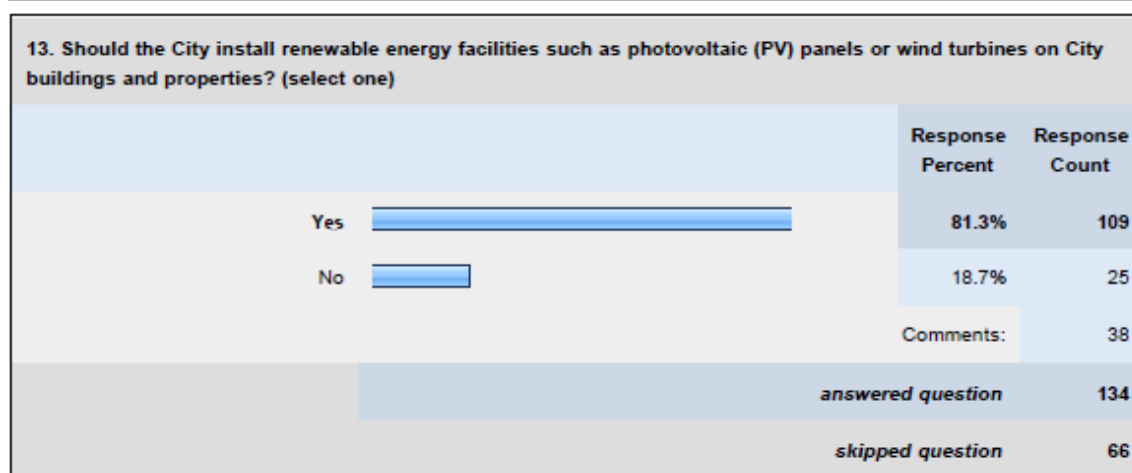 13. Should the City install renewable energy facilities such as photovoltaic (PV) panels or wind turbines on City
buildings and properties? (select one)
Response Percent Response Count
Yes 81.3% 109
No 18.7% 25
Comments: 38
answered question 134
skipped question 66